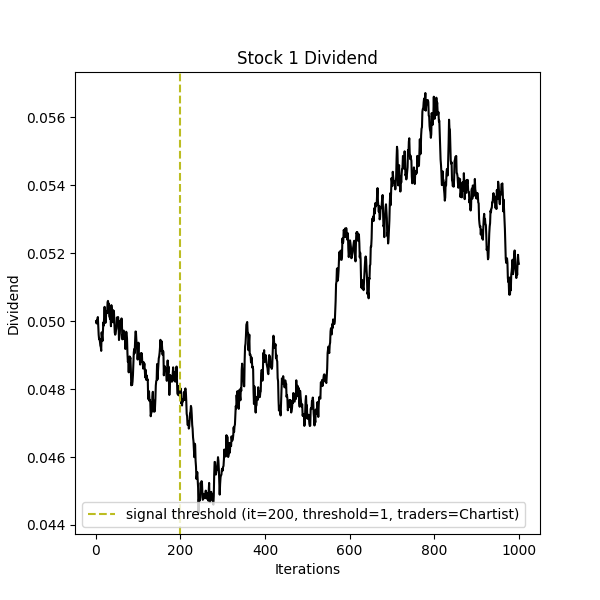 Stock 1 Dividend
0.056
0.054
0.052
0.050
0.048
0.046
0.044
Dividend
signal threshold (it=200, threshold=1, traders=Chartist)
0 200 400 600 800 1000
Iterations